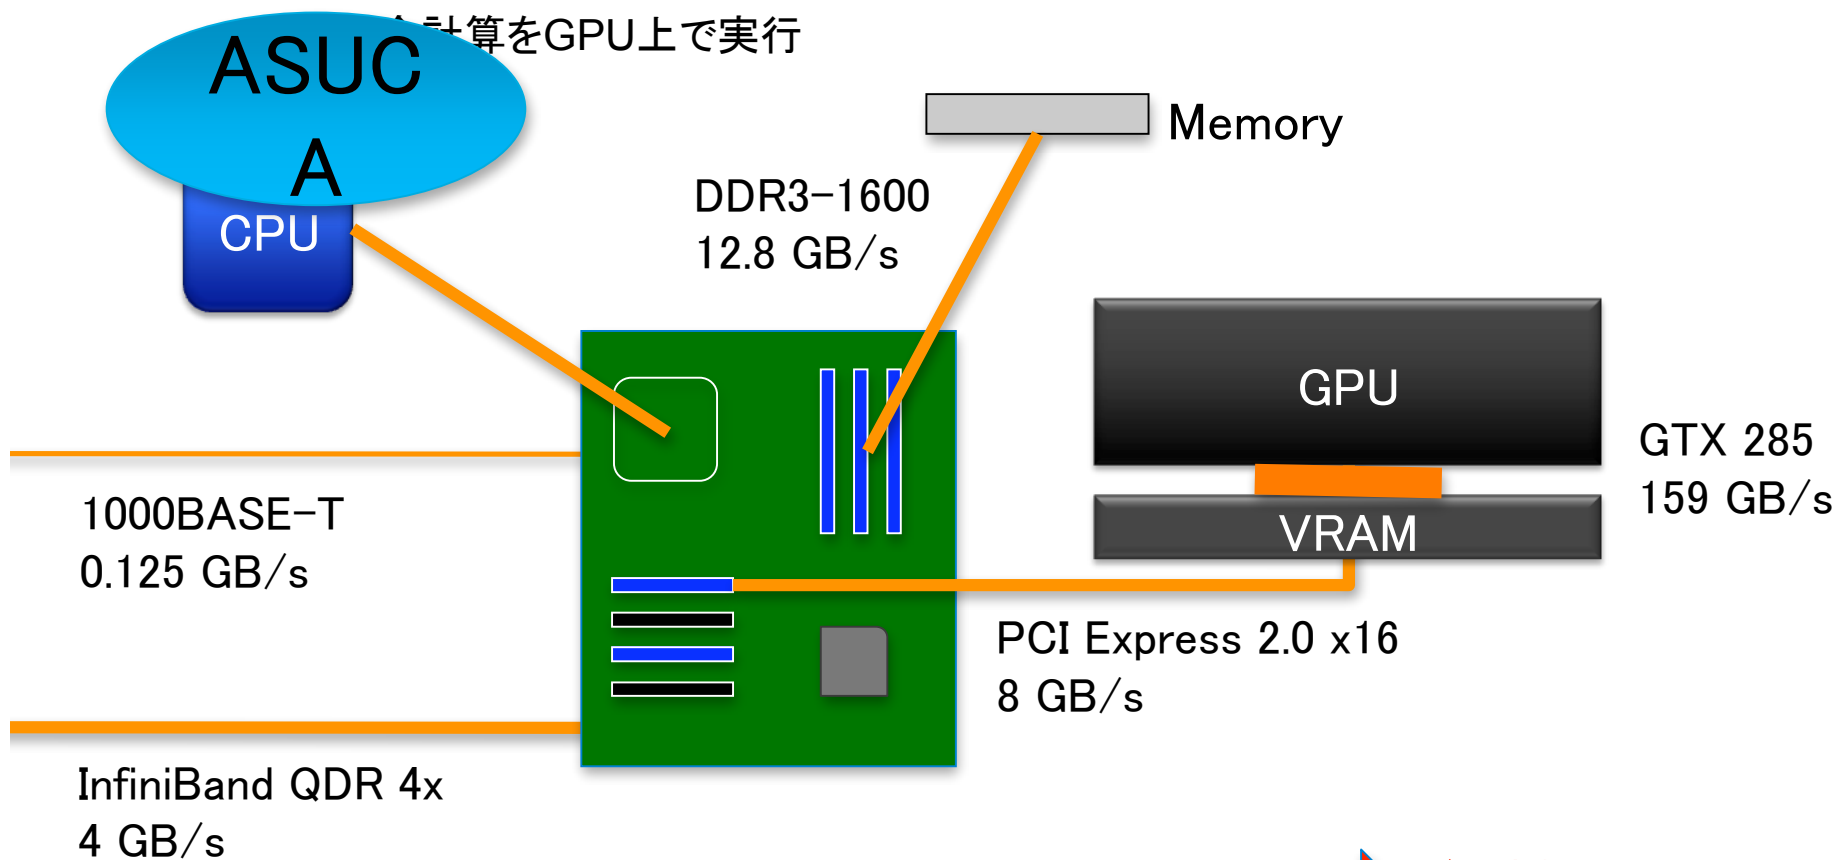 計算をGPU上で実行
ASUC
A
CPU
Memory
DDR3-1600
12.8 GB/s
GPU
GTX 285
159 GB/s
VRAM
1000BASE-T
0.125 GB/s
PCI Express 2.0 x16
8 GB/s
InfiniBand QDR 4x
4 GB/s